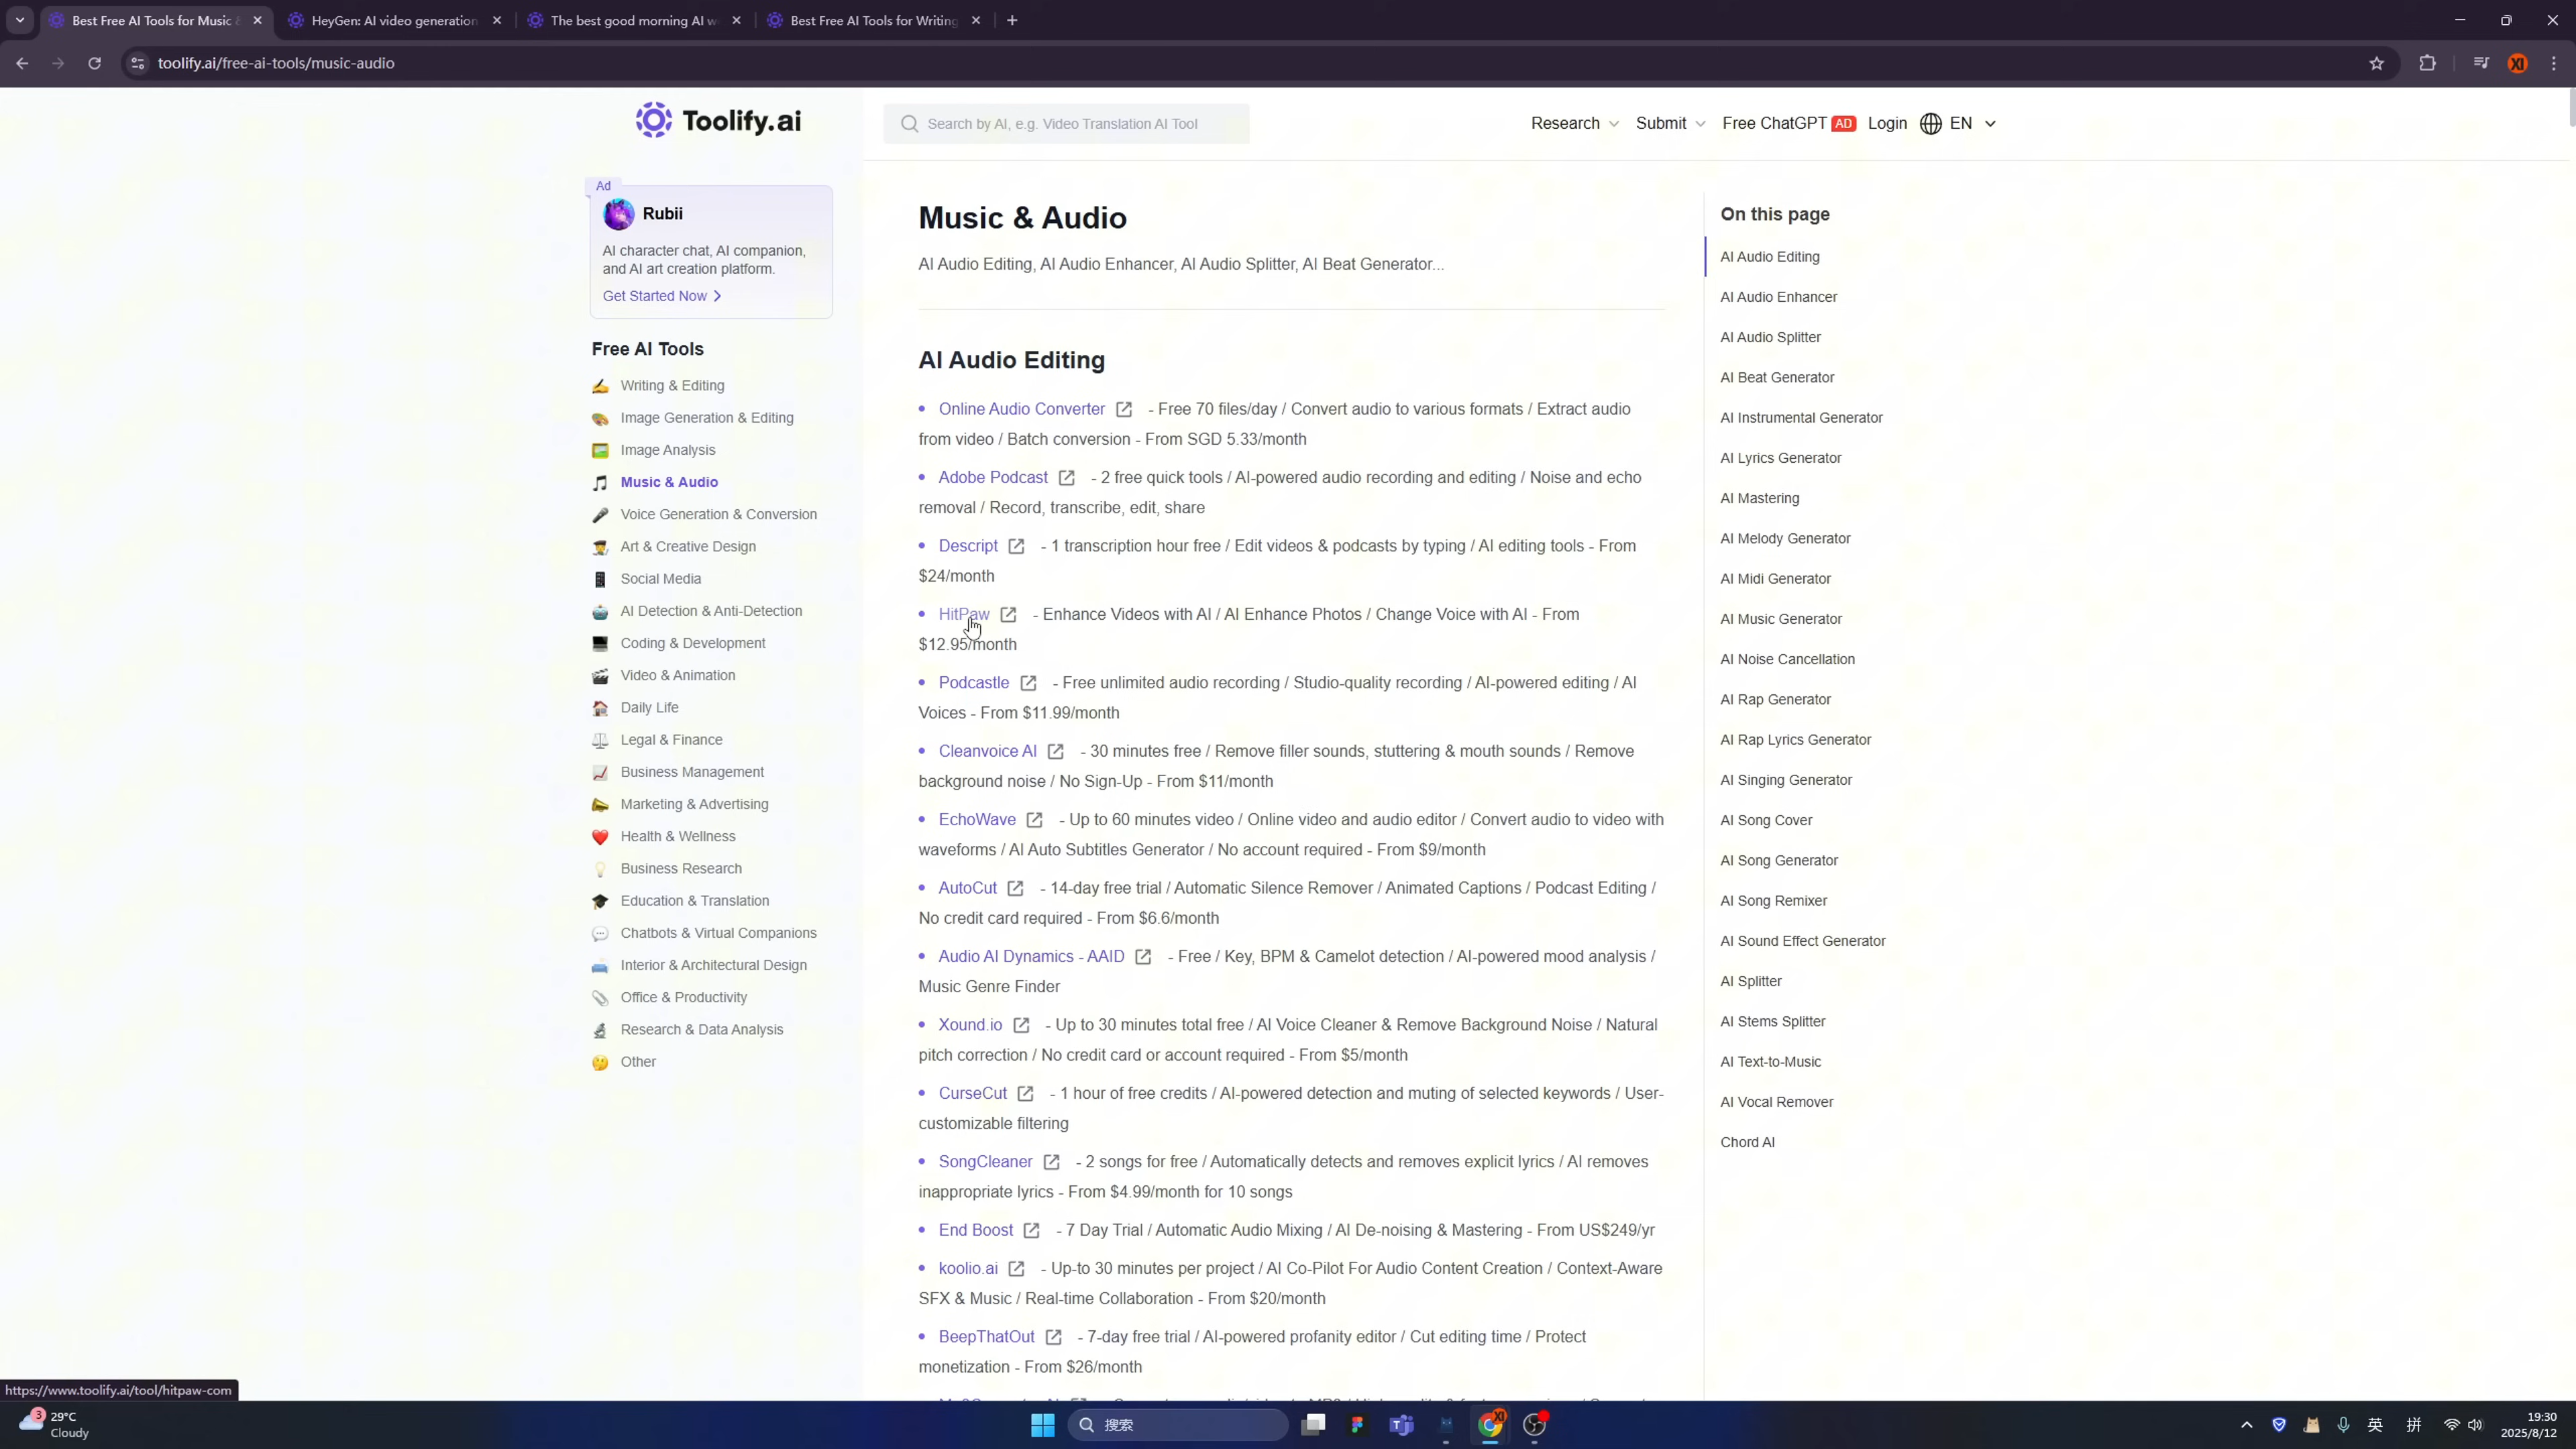 Best Free AI Tools for Music &
HeyGen: AI video generation
The best good morning AI w
Best Free AI Tools for Writing
toolify.ai/free-ai-tools/music-audio
Toolify.ai
Search by AI, e.g. Video Translation AI Tool
Research
Submit
Free ChatGPT AD
Login
EN
Ad
Rubii
AI character chat, AI companion,
and AI art creation platform.
Get Started Now
Free AI Tools
Writing & Editing
Image Generation & Editing
Image Analysis
Music & Audio
Voice Generation & Conversion
Art & Creative Design
Social Media
AI Detection & Anti-Detection
Coding & Development
Video & Animation
Daily Life
Legal & Finance
Business Management
Marketing & Advertising
Health & Wellness
Business Research
Education & Translation
Chatbots & Virtual Companions
Interior & Architectural Design
Office & Productivity
Research & Data Analysis
Other
Music & Audio
AI Audio Editing, AI Audio Enhancer, AI Audio Splitter, AI Beat Generator...
AI Audio Editing
Online Audio Converter - Free 70 files/day / Convert audio to various formats / Extract audio
from video / Batch conversion - From SGD 5.33/month
Adobe Podcast - 2 free quick tools / AI-powered audio recording and editing / Noise and echo
removal / Record, transcribe, edit, share
Descript - 1 transcription hour free / Edit videos & podcasts by typing / AI editing tools - From
$24/month
HitPaw - Enhance Videos with AI / AI Enhance Photos / Change Voice with AI - From
$12.95/month
Podcastle - Free unlimited audio recording / Studio-quality recording / AI-powered editing / AI
Voices - From $11.99/month
Cleanvoice AI - 30 minutes free / Remove filler sounds, stuttering & mouth sounds / Remove
background noise / No Sign-Up - From $11/month
EchoWave - Up to 60 minutes video / Online video and audio editor / Convert audio to video with
waveforms / AI Auto Subtitles Generator / No account required - From $9/month
AutoCut - 14-day free trial / Automatic Silence Remover / Animated Captions / Podcast Editing /
No credit card required - From $6.6/month
Audio AI Dynamics - AAID - Free / Key, BPM & Camelot detection / AI-powered mood analysis /
Music Genre Finder
Xound.io - Up to 30 minutes total free / AI Voice Cleaner & Remove Background Noise / Natural
pitch correction / No credit card or account required - From $5/month
CurseCut - 1 hour of free credits / AI-powered detection and muting of selected keywords / User-
customizable filtering
SongCleaner - 2 songs for free / Automatically detects and removes explicit lyrics / AI removes
inappropriate lyrics - From $4.99/month for 10 songs
End Boost - 7 Day Trial / Automatic Audio Mixing / AI De-noising & Mastering - From US$249/yr
koolio.ai - Up-to 30 minutes per project / AI Co-Pilot For Audio Content Creation / Context-Aware
SFX & Music / Real-time Collaboration - From $20/month
BeepThatOut - 7-day free trial / AI-powered profanity editor / Cut editing time / Protect
monetization - From $26/month
On this page
AI Audio Editing
AI Audio Enhancer
AI Audio Splitter
AI Beat Generator
AI Instrumental Generator
AI Lyrics Generator
AI Mastering
AI Melody Generator
AI Midi Generator
AI Music Generator
AI Noise Cancellation
AI Rap Generator
AI Rap Lyrics Generator
AI Singing Generator
AI Song Cover
AI Song Generator
AI Song Remixer
AI Sound Effect Generator
AI Splitter
AI Stems Splitter
AI Text-to-Music
AI Vocal Remover
Chord AI
https://www.toolify.ai/tool/hitpaw-com
3
29°C
Cloudy
搜索
XI
英
拼
19:30
2025/8/12